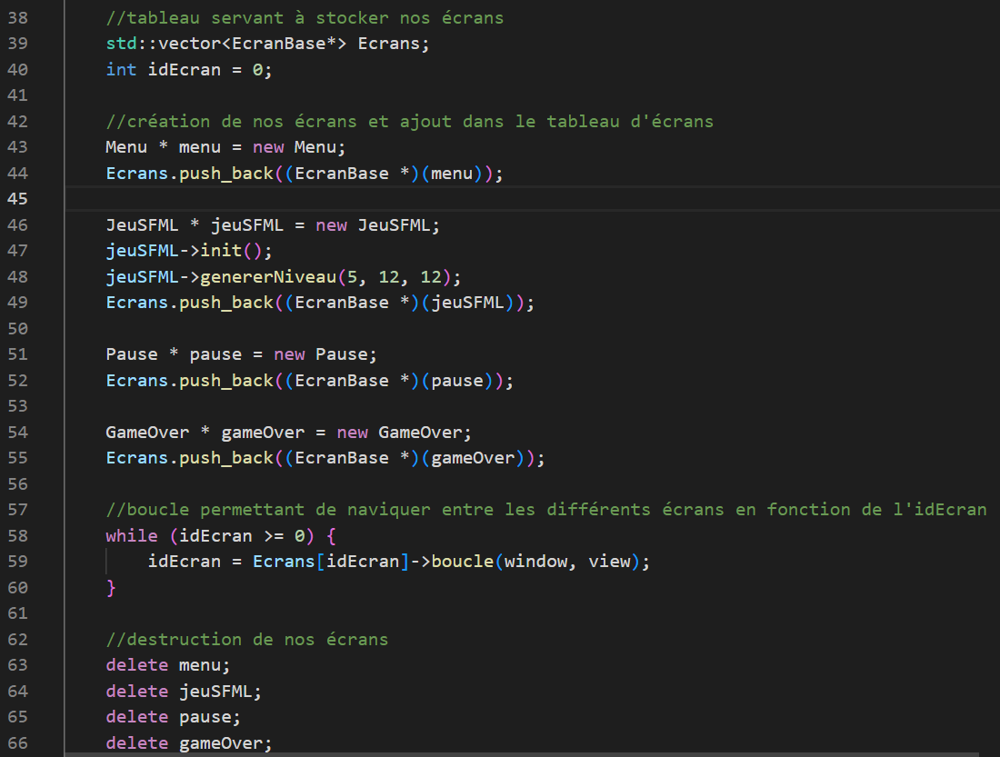 38 //tableau servant à stocker nos écrans
39 std::vector<EcranBase*> Ecrans;
40 int idEcran = 0;
41
42 //création de nos écrans et ajout dans le tableau d'écrans
43 Menu * menu = new Menu;
44 Ecrans.push_back((EcranBase *)(menu));
45
46 JeuSFML * jeuSFML = new JeuSFML;
47 jeuSFML->init();
48 jeuSFML->genererNiveau(5, 12, 12);
49 Ecrans.push_back((EcranBase *)(jeuSFML));
50
51 Pause * pause = new Pause;
52 Ecrans.push_back((EcranBase *)(pause));
53
54 GameOver * gameOver = new GameOver;
55 Ecrans.push_back((EcranBase *)(gameOver));
56
57 //boucle permettant de naviquer entre les différents écrans en fonction de l'idEcran
58 while (idEcran >= 0) {
59 idEcran = Ecrans[idEcran]->boucle(window, view);
60 }
61
62 //destruction de nos écrans
63 delete menu;
64 delete jeuSFML;
65 delete pause;
66 delete gameOver;